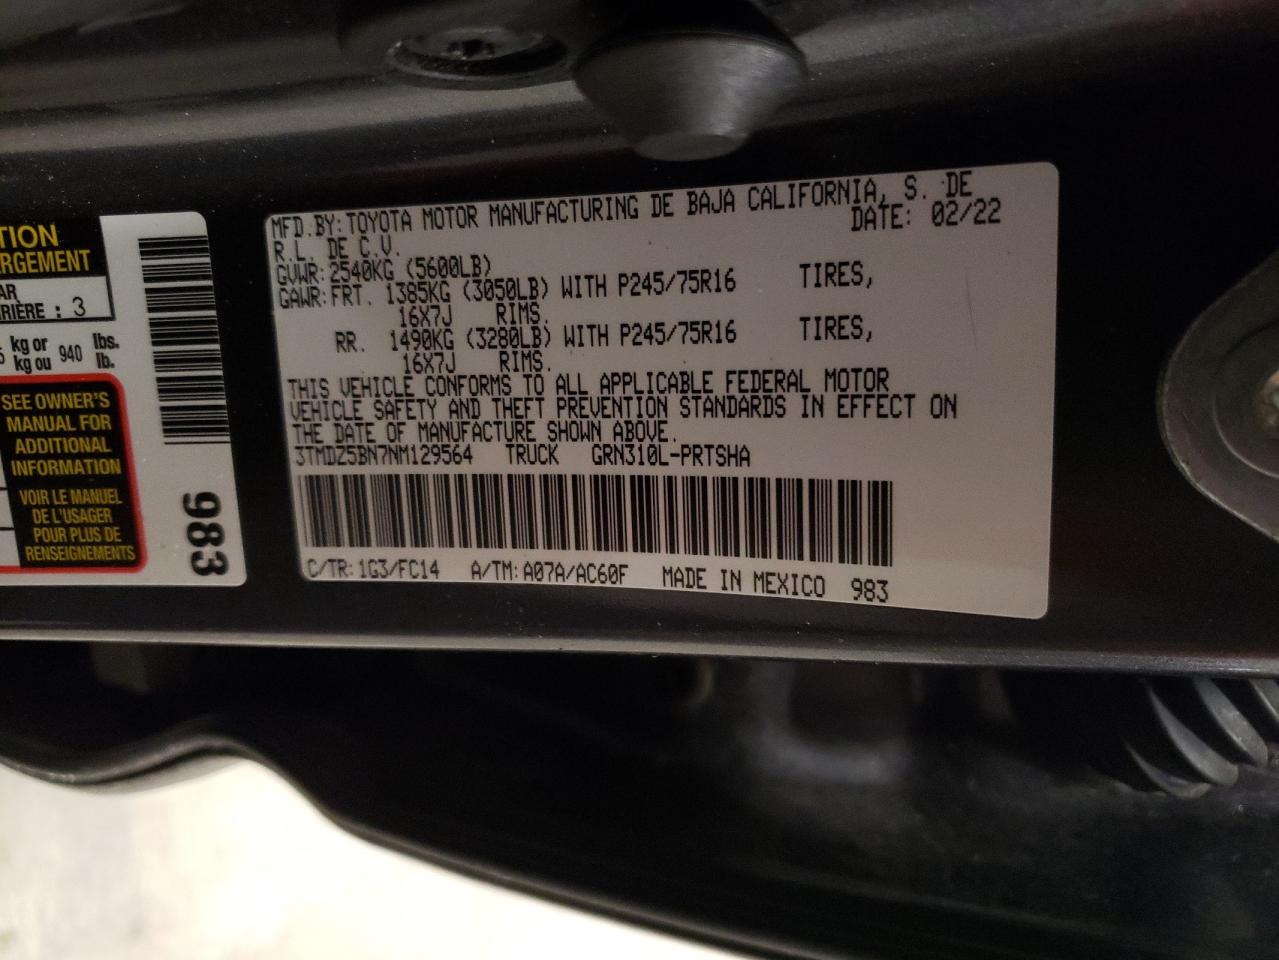 TION
RGEMENT
AR
RIÈRE : 3
kg or 940 lbs.
kg ou lb.
SEE OWNER'S
MANUAL FOR
ADDITIONAL
INFORMATION
VOIR LE MANUEL
DE L'USAGER
POUR PLUS DE
RENSEIGNEMENTS
983
MFD.BY:TOYOTA MOTOR MANUFACTURING DE BAJA CALIFORNIA, S. DE
R.L. DE C.V. DATE: 02/22
GVWR:2540KG (5600LB)
GAWR:FRT. 1385KG (3050LB) WITH P245/75R16 TIRES,
16X7J RIMS.
RR. 1490KG (3280LB) WITH P245/75R16 TIRES,
16X7J RIMS.
THIS VEHICLE CONFORMS TO ALL APPLICABLE FEDERAL MOTOR
VEHICLE SAFETY AND THEFT PREVENTION STANDARDS IN EFFECT ON
THE DATE OF MANUFACTURE SHOWN ABOVE.
3TMDZ5BN7NM129564 TRUCK GRN310L-PRTSHA
C/TR:1G3/FC14 A/TM:A07A/AC60F MADE IN MEXICO 983